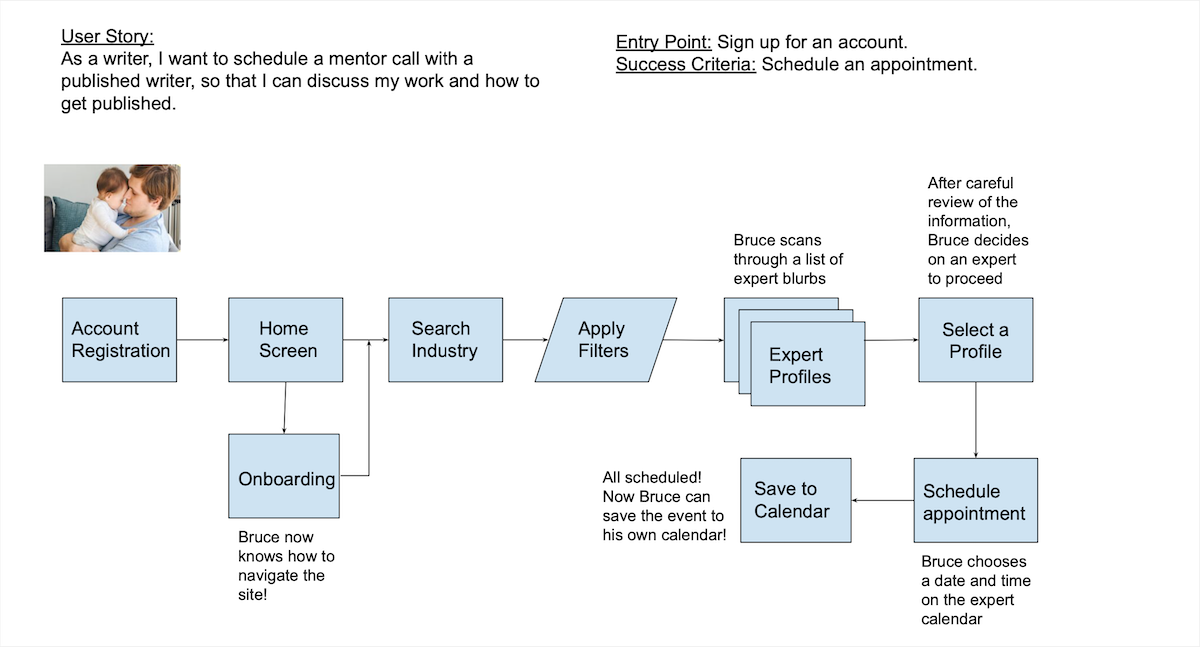 User Story:
As a writer, I want to schedule a mentor call with a
published writer, so that I can discuss my work and how to
get published.
Entry Point: Sign up for an account.
Success Criteria: Schedule an appointment.
Account
Registration
Home
Screen
Onboarding
Bruce now
knows how to
navigate the
site!
Search
Industry
Apply
Filters
Bruce scans
through a list of
expert blurbs
Expert
Profiles
After careful
review of the
information,
Bruce decides
on an expert
to proceed
Select a
Profile
Schedule
appointment
Bruce chooses
a date and time
on the expert
calendar
Save to
Calendar
All scheduled!
Now Bruce can
save the event to
his own calendar!